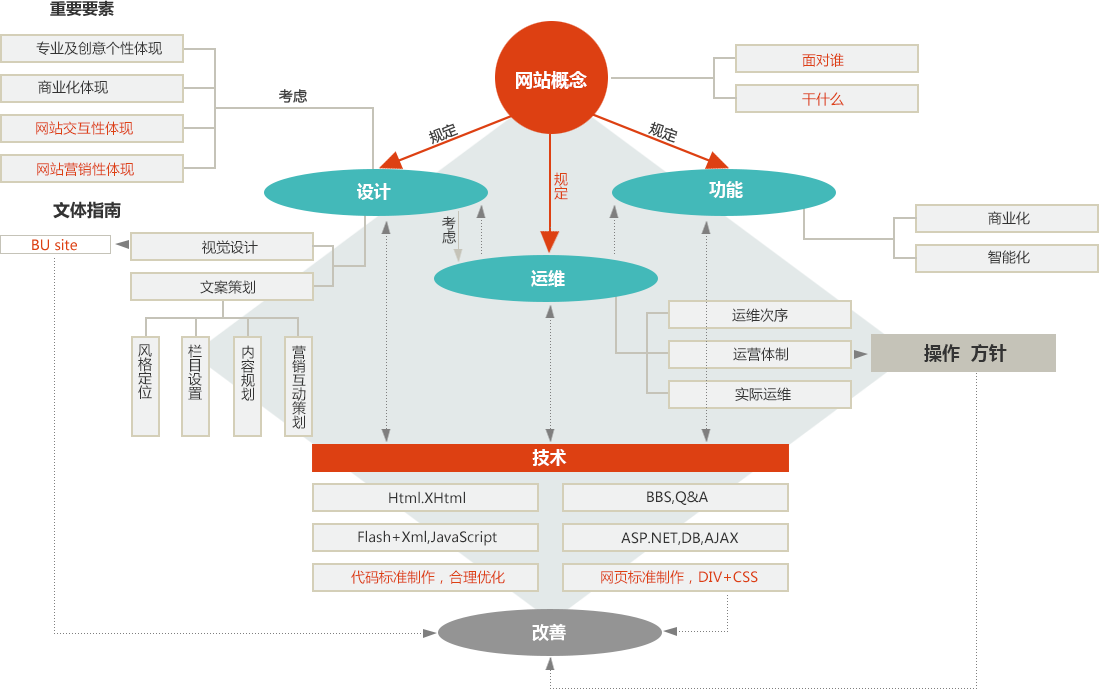 重要要素
专业及创意个性体现
商业化体现
网站交互性体现
网站营销性体现
考虑
网站概念
面对谁
干什么
规定
规定
规定
设计
功能
考虑
运维
商业化
智能化
文体指南
BU site
视觉设计
文案策划
风格定位
栏目设置
内容规划
营销互动策划
运维次序
运营体制
实际运维
操作 方针
技术
Html.XHtml
BBS,Q&A
Flash+Xml,JavaScript
ASP.NET,DB,AJAX
代码标准制作，合理优化
网页标准制作，DIV+CSS
改善